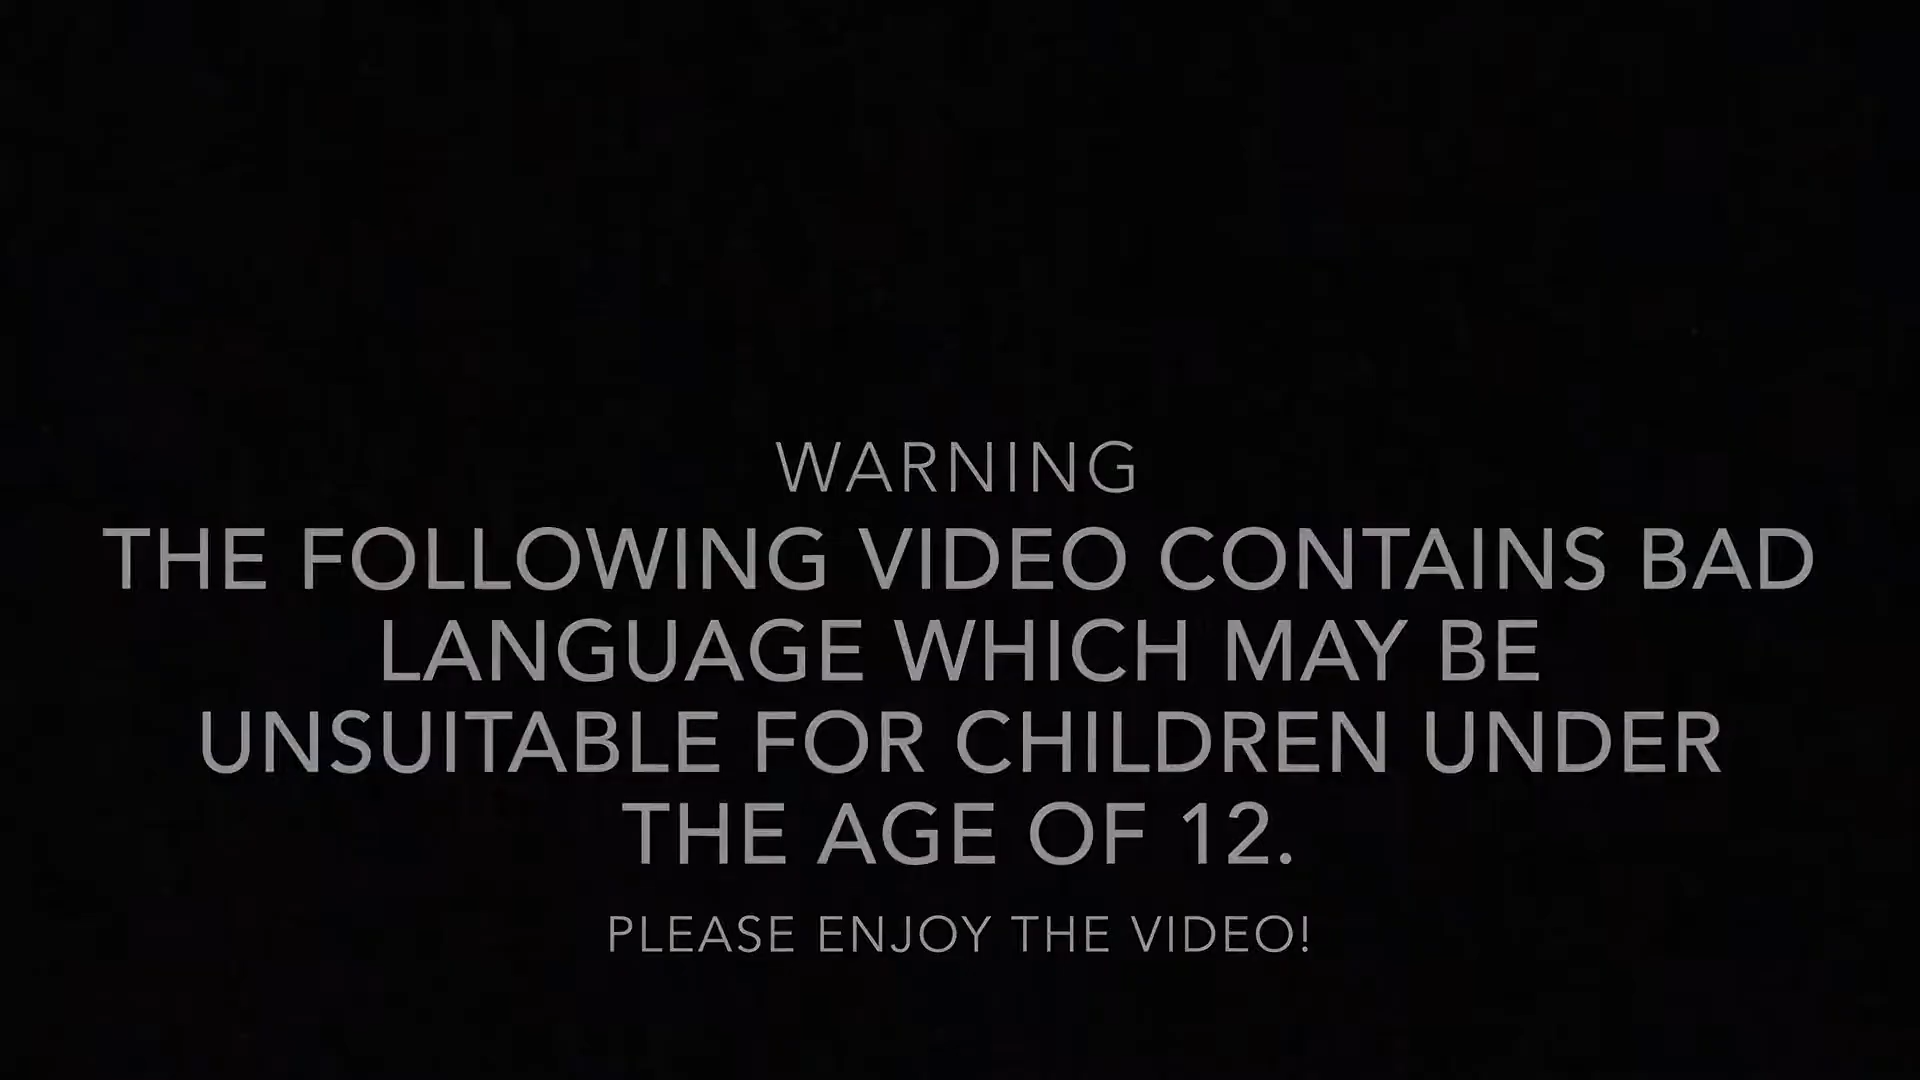 WARNING
THE FOLLOWING VIDEO CONTAINS BAD
LANGUAGE WHICH MAY BE
UNSUITABLE FOR CHILDREN UNDER
THE AGE OF 12.
PLEASE ENJOY THE VIDEO!